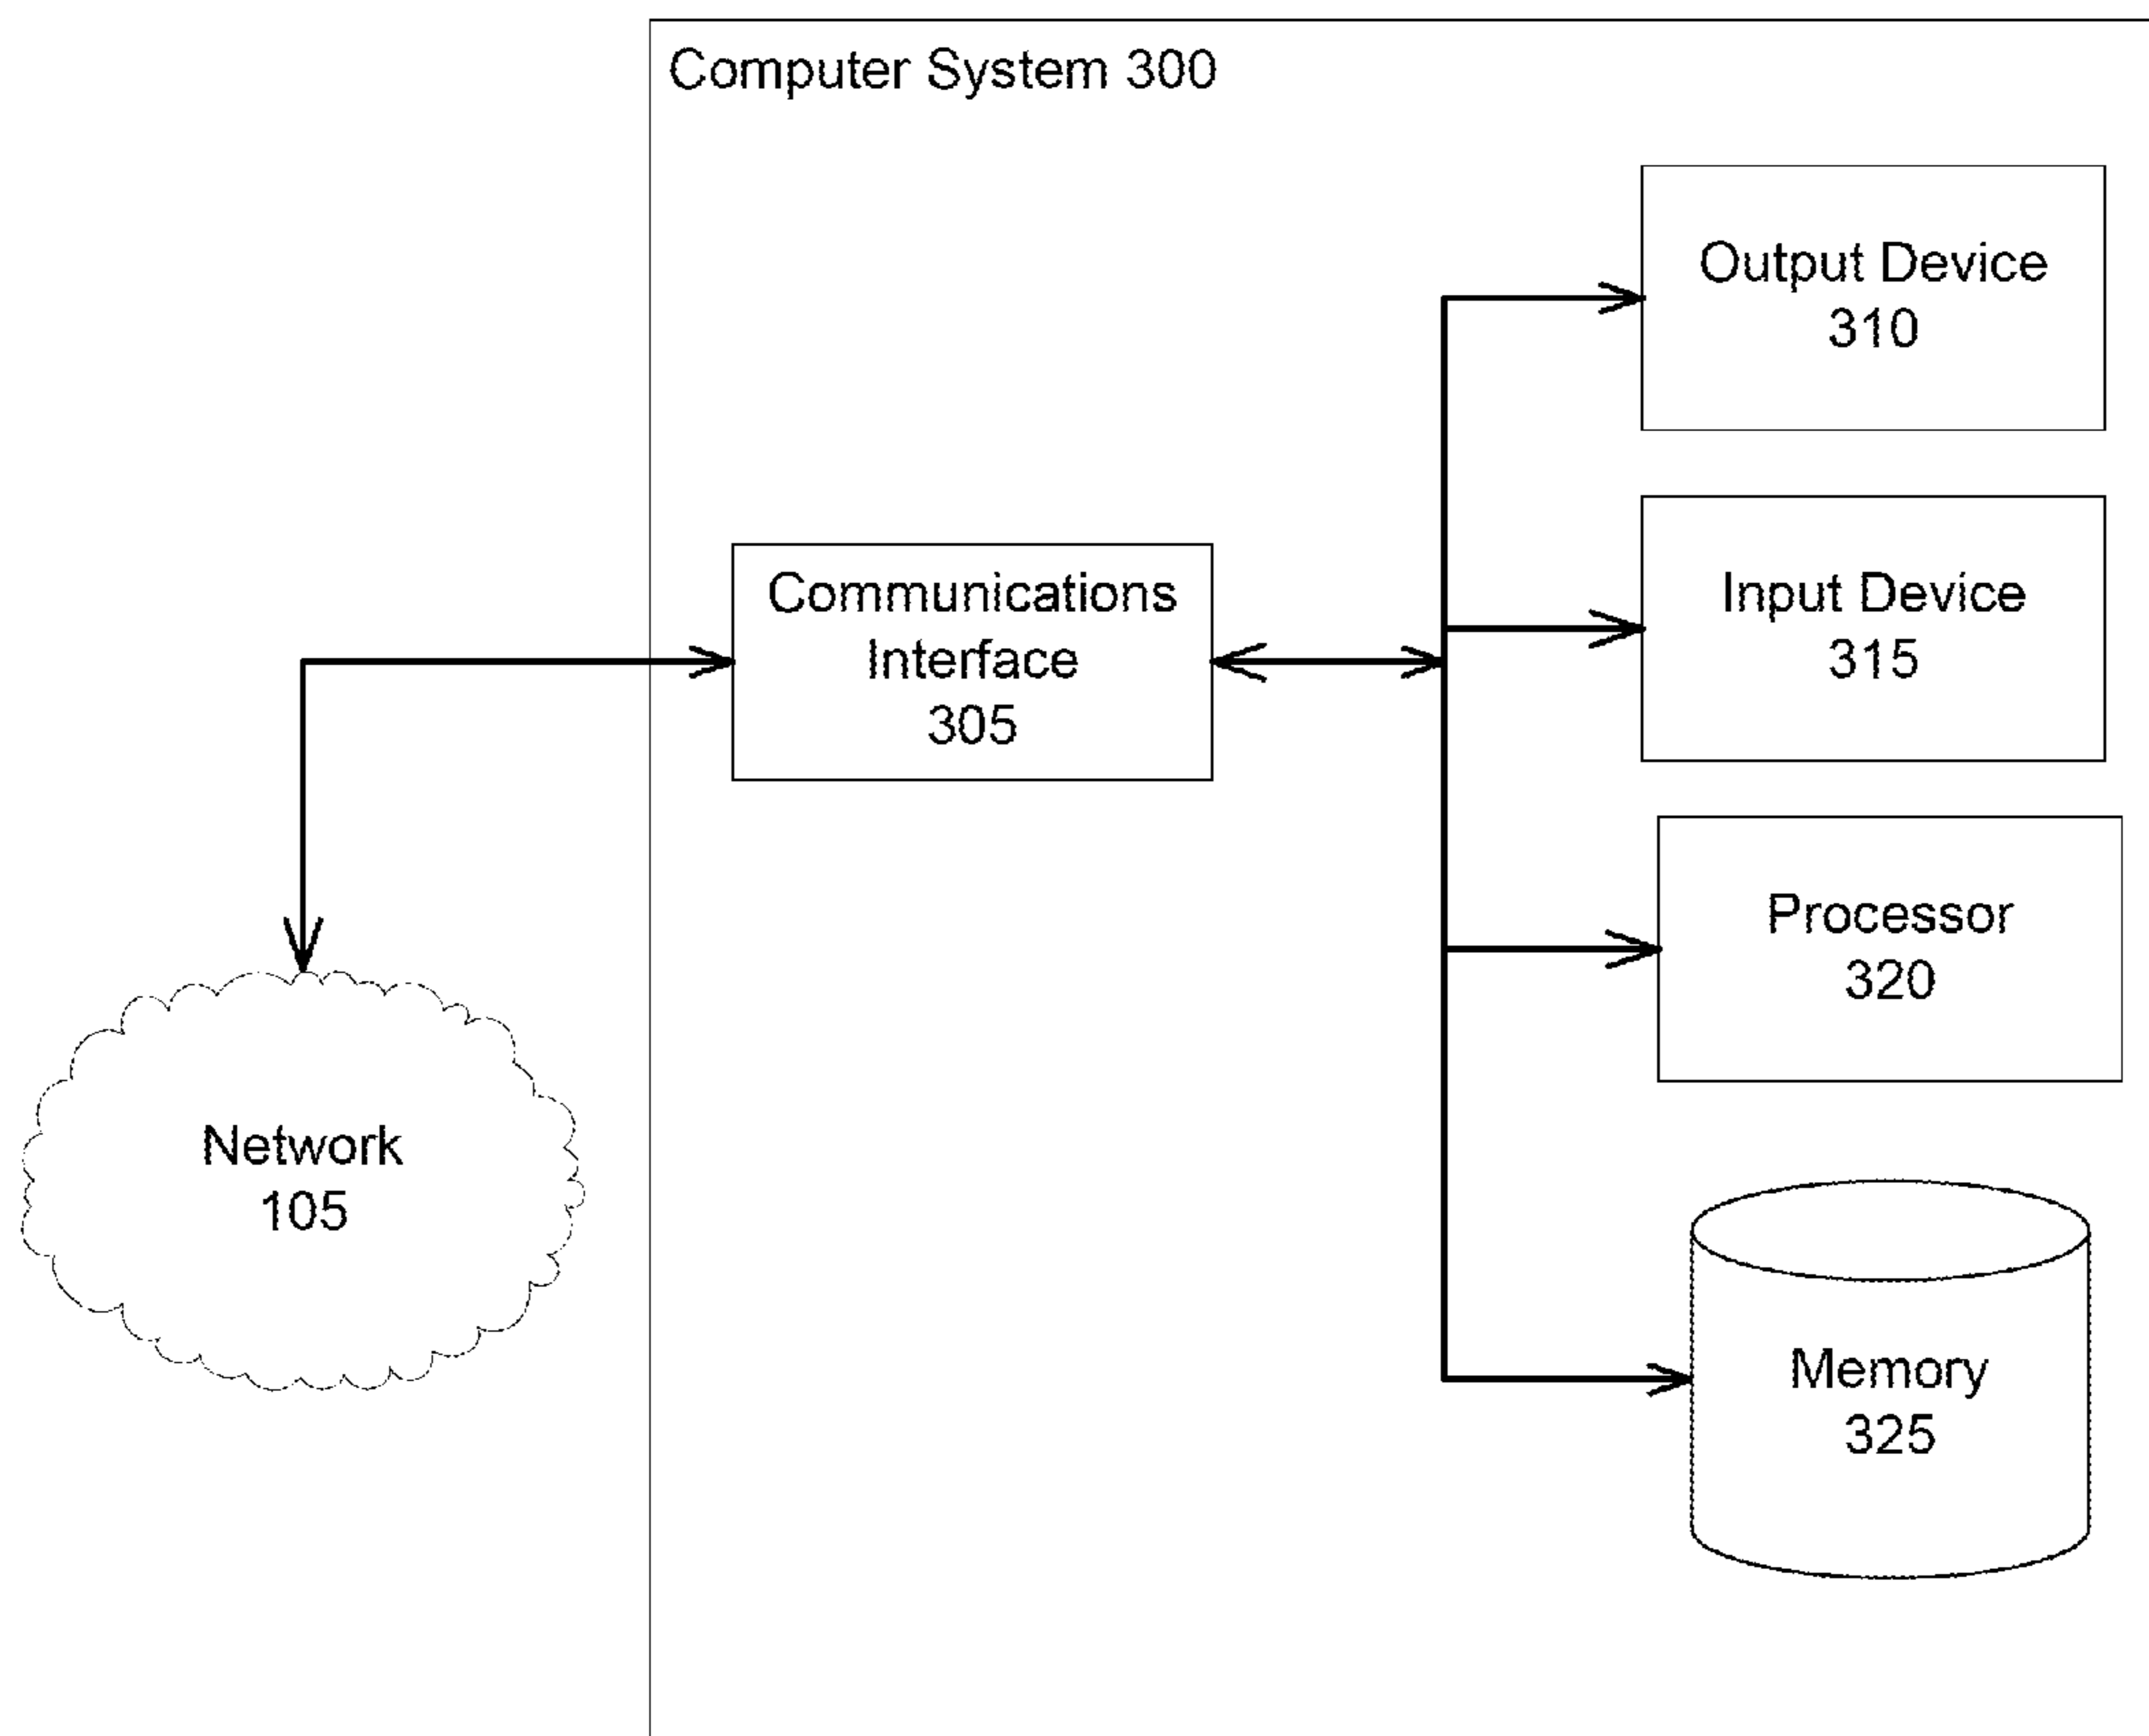 Computer System 300
Output Device
310
Communications
Interface
305
Input Device
315
Processor
320
Network
105
Memory
325